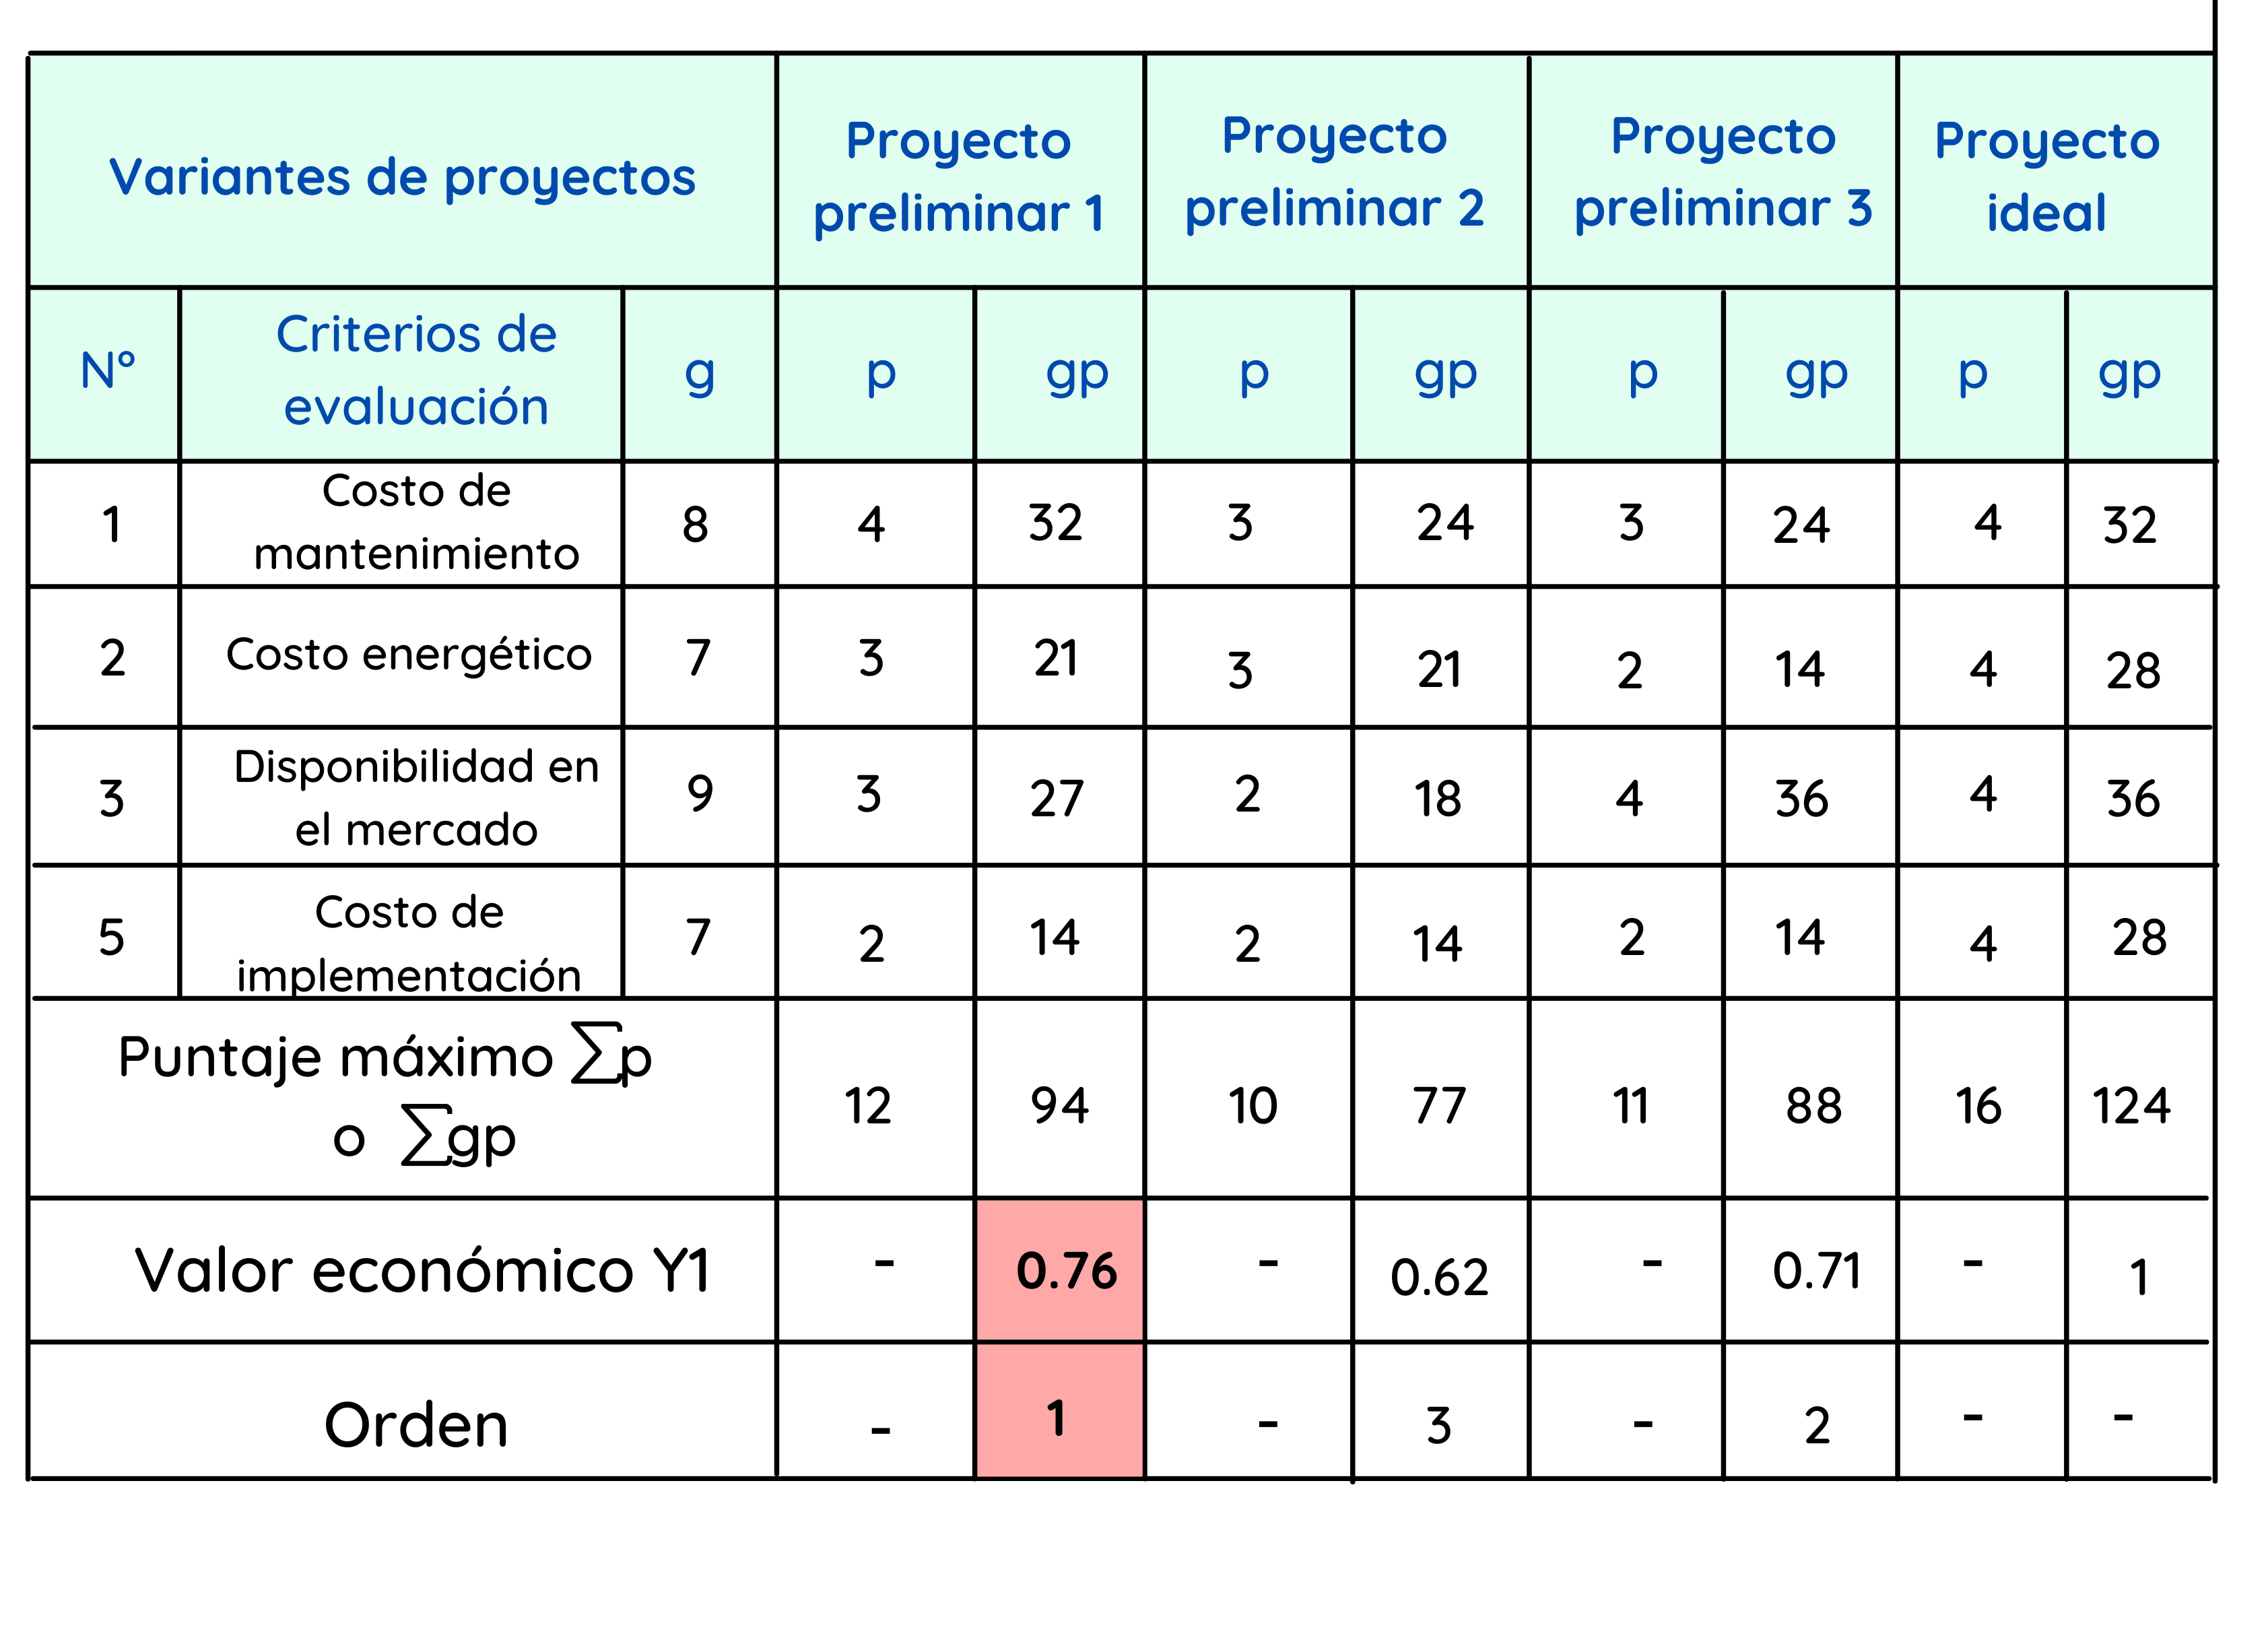 Variantes de proyectos
Proyecto
preliminar 1
Proyecto
preliminar 2
Proyecto
preliminar 3
Proyecto
ideal
N°
Criterios de
evaluación
g
p
gp
p
gp
p
gp
p
gp
1
Costo de
mantenimiento
8
4
32
3
24
3
24
4
32
2
Costo energético
7
3
21
3
21
2
14
4
28
3
Disponibilidad en
el mercado
9
3
27
2
18
4
36
4
36
5
Costo de
implementación
7
2
14
2
14
2
14
4
28
Puntaje máximo ∑p
o ∑gp
12
94
10
77
11
88
16
124
Valor económico Y1
-
0.76
-
0.62
-
0.71
-
1
Orden
-
1
-
3
-
2
-
-